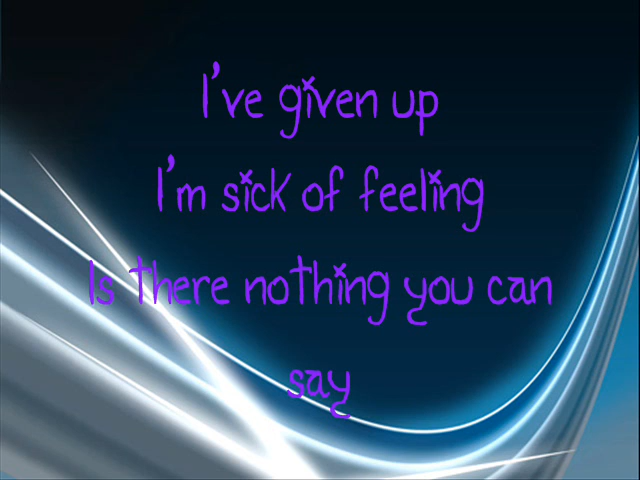 I've given up
I'm sick of feeling
Is there nothing you can
say